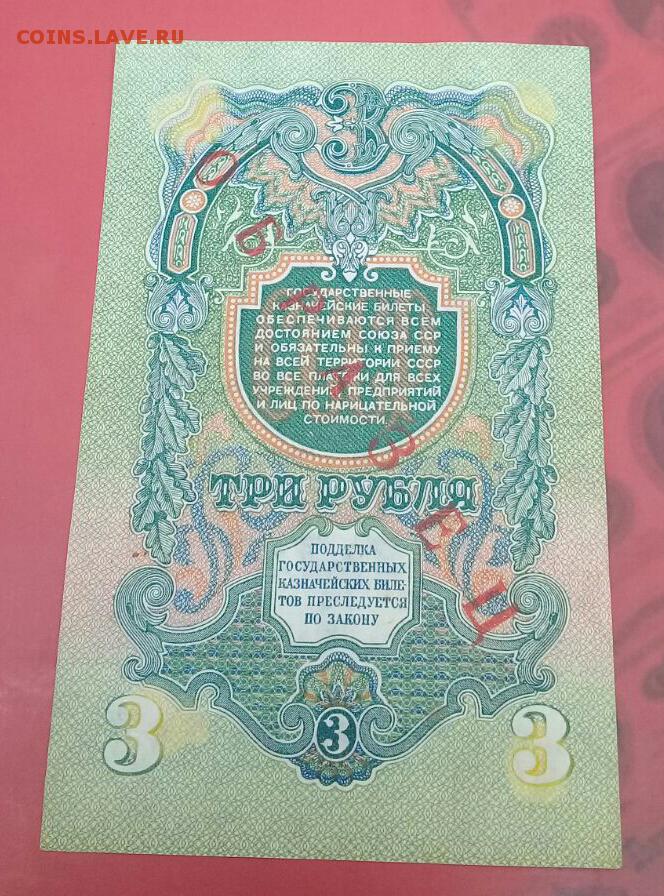 COINS.LAVE.RU
3
ОБРАЗЕЦ
ГОСУДАРСТВЕННЫЕ
КАЗНАЧЕЙСКИЕ БИЛЕТЫ
ОБЕСПЕЧИВАЮТСЯ ВСЕМ
ДОСТОЯНИЕМ СОЮЗА ССР
И ОБЯЗАТЕЛЬНЫ К ПРИЕМУ
НА ВСЕЙ ТЕРРИТОРИИ СССР
ВО ВСЕ ПЛАТЕЖИ ДЛЯ ВСЕХ
УЧРЕЖДЕНИЙ, ПРЕДПРИЯТИЙ
И ЛИЦ ПО НАРИЦАТЕЛЬНОЙ
СТОИМОСТИ.
ТРИ РУБЛЯ
ПОДДЕЛКА
ГОСУДАРСТВЕННЫХ
КАЗНАЧЕЙСКИХ БИЛЕ-
ТОВ ПРЕСЛЕДУЕТСЯ
ПО ЗАКОНУ
3 3 3